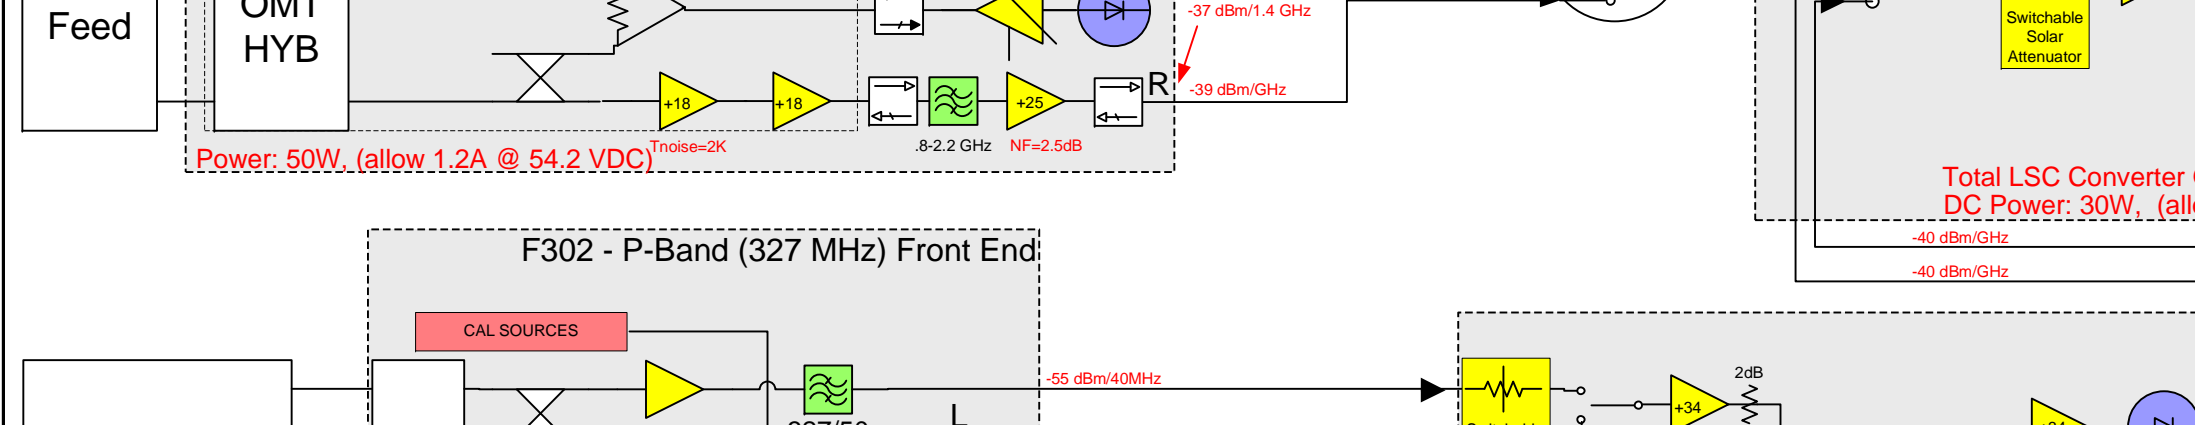 Feed
OMT
HYB
-37 dBm/1.4 GHz
Switchable
Solar
Attenuator
+18
+18
+25
R
-39 dBm/GHz
.8-2.2 GHz
NF=2.5dB
Tnoise=2K
Power: 50W, (allow 1.2A @ 54.2 VDC)
Total LSC Converter
DC Power: 30W, (all
-40 dBm/GHz
-40 dBm/GHz
F302 - P-Band (327 MHz) Front End
CAL SOURCES
-55 dBm/40MHz
2dB
+34
L